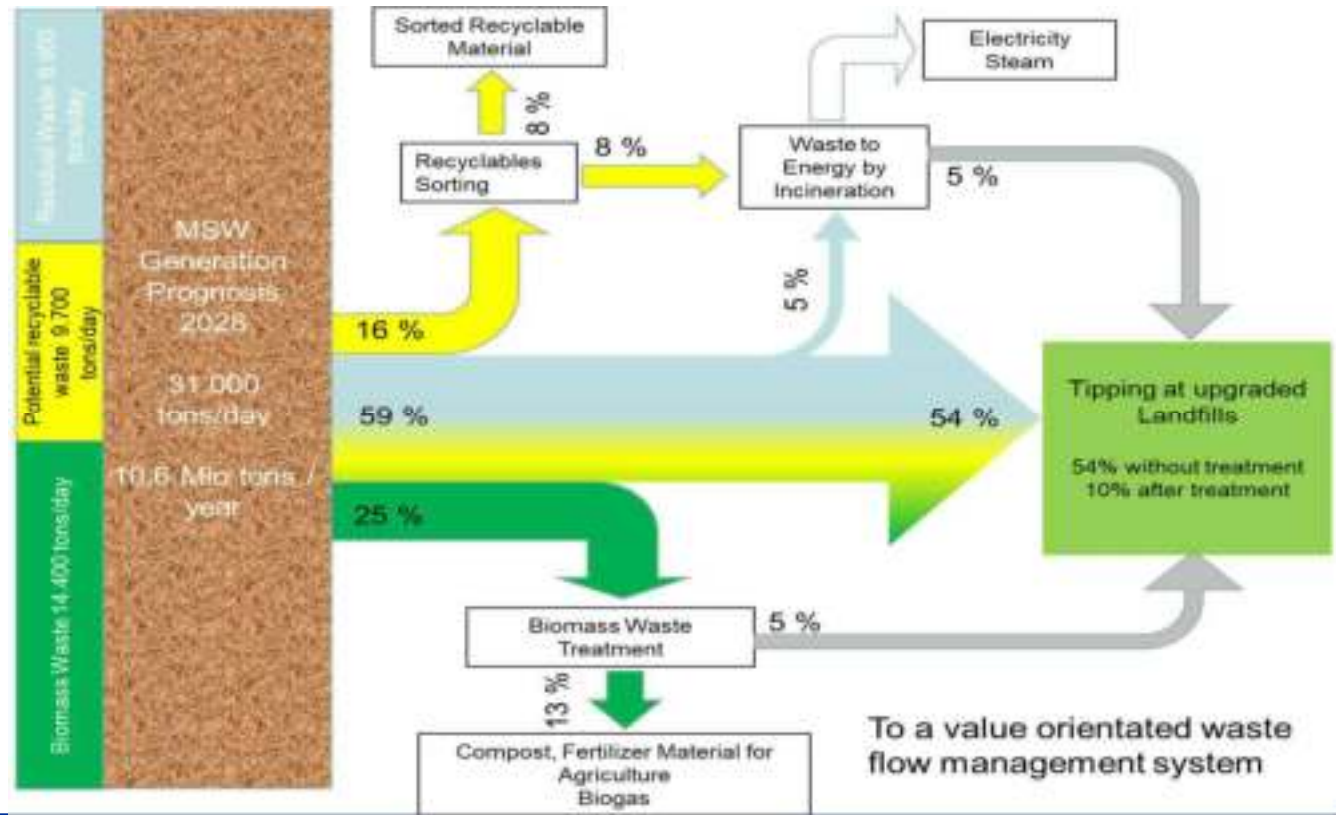 Sorted Recyclable
Material
Electricity
Steam
8 %
Recyclables
Sorting
8 %
Waste to
Energy by
Incineration
5 %
5 %
Potential recyclable
waste 9.700
tons/day
MSW
Generation
Prognosis
2028
31.000
tons/day
10,6 Mio tons /
year
16 %
59 %
54 %
25 %
Tipping at upgraded
Landfills
54% without treatment
10% after treatment
Biomass Waste 14.400 tons/day
Biomass Waste
Treatment
5 %
13 %
Compost, Fertilizer Material for
Agriculture
Biogas
To a value orientated waste
flow management system